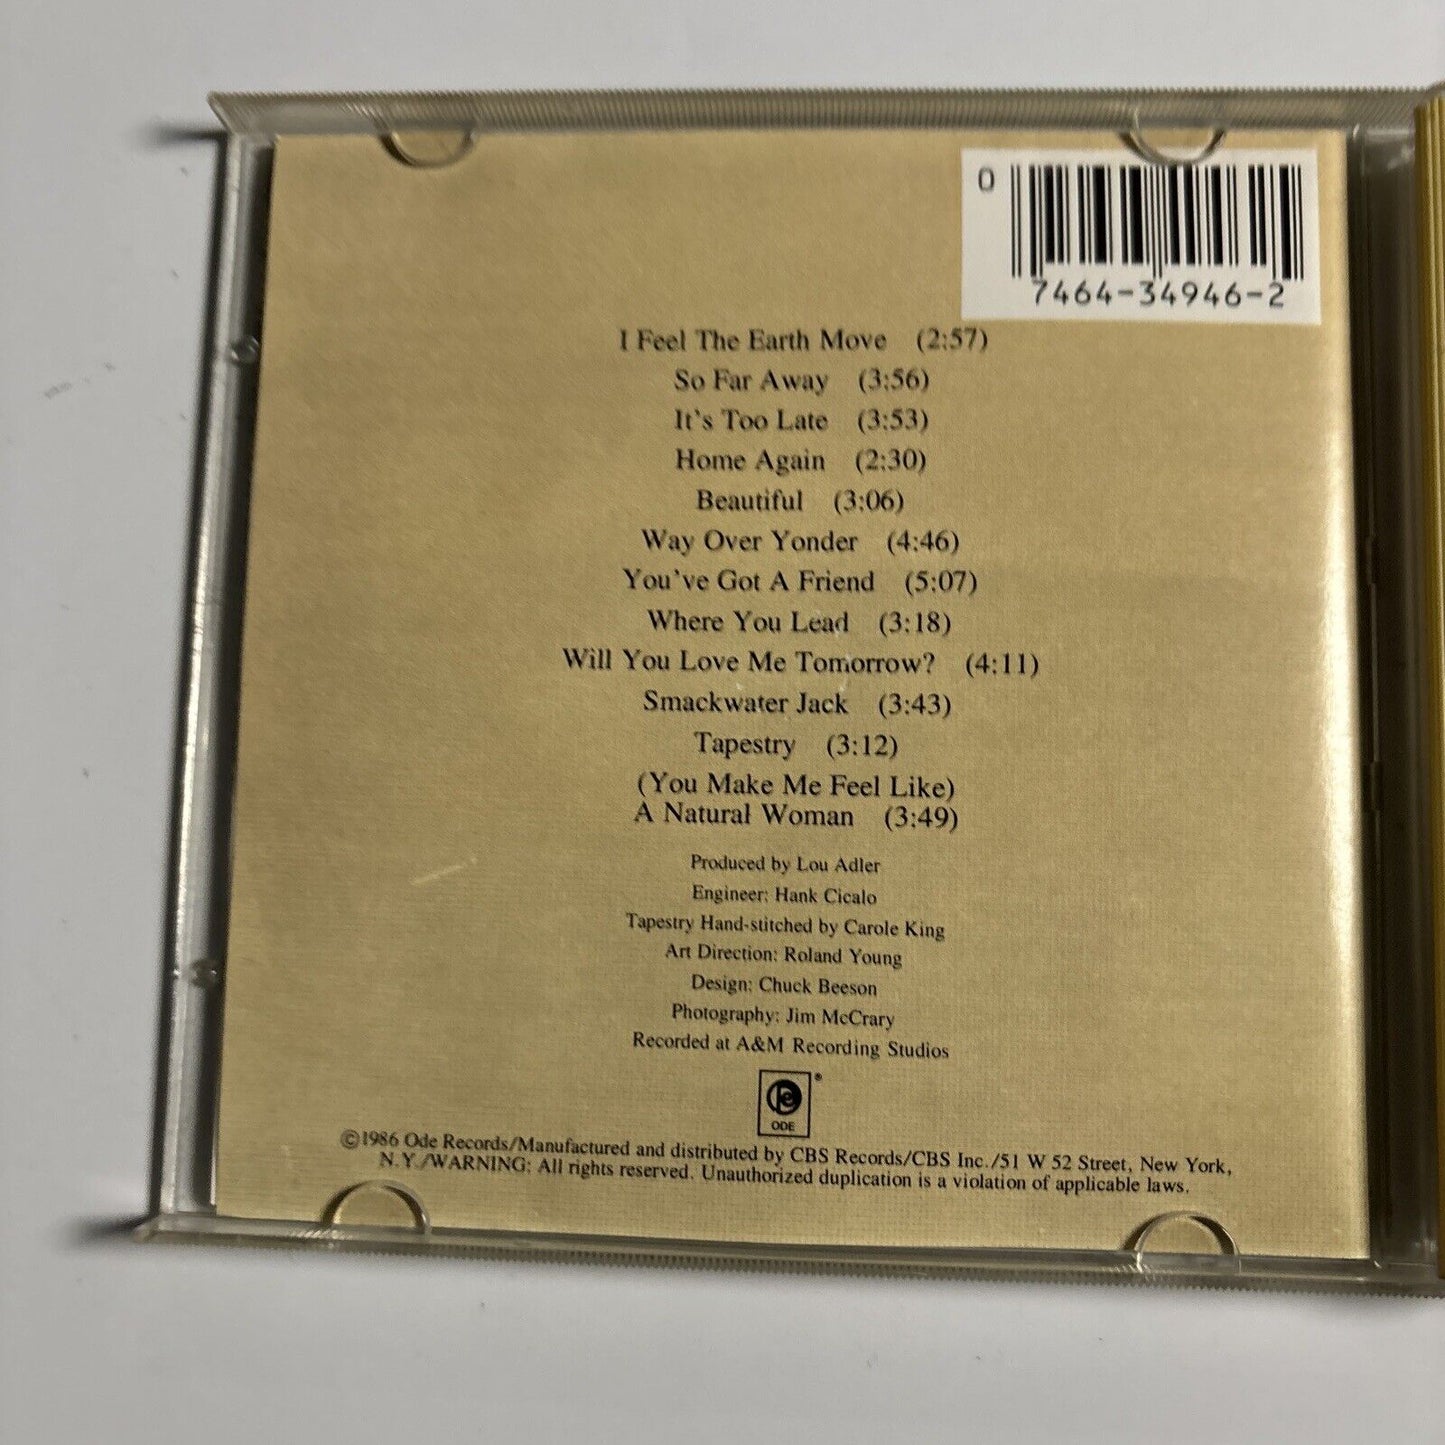 0
7464-34946-2
I Feel The Earth Move (2:57)
So Far Away (3:56)
It's Too Late (3:53)
Home Again (2:30)
Beautiful (3:06)
Way Over Yonder (4:46)
You've Got A Friend (5:07)
Where You Lead (3:18)
Will You Love Me Tomorrow? (4:11)
Smackwater Jack (3:43)
Tapestry (3:12)
(You Make Me Feel Like)
A Natural Woman (3:49)
Produced by Lou Adler
Engineer: Hank Cicalo
Tapestry Hand-stitched by Carole King
Art Direction: Roland Young
Design: Chuck Beeson
Photography: Jim McCrary
Recorded at A&M Recording Studios
®
ODE
©1986 Ode Records/Manufactured and distributed by CBS Records/CBS Inc./51 W 52 Street, New York,
N.Y./WARNING: All rights reserved. Unauthorized duplication is a violation of applicable laws.